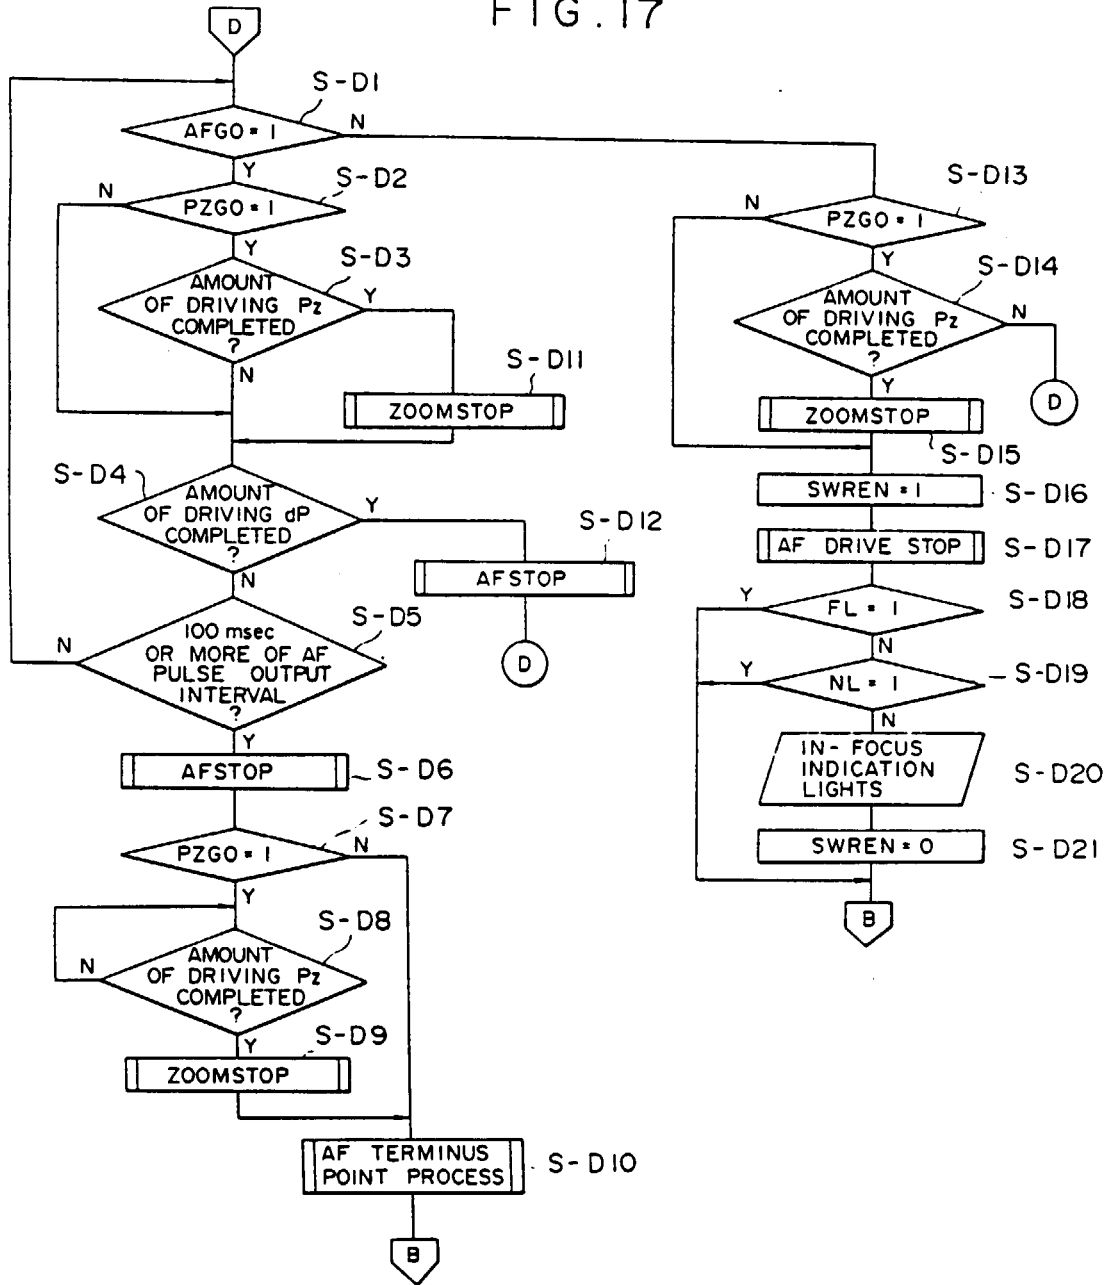 FIG. 17
D
S-D1
AFGO = 1
N
Y
S-D2
N
PZGO = 1
Y
S-D3
AMOUNT
OF DRIVING Pz
COMPLETED
?
Y
N
S-D11
ZOOMSTOP
S-D4
AMOUNT
OF DRIVING dP
COMPLETED
?
Y
N
S-D12
AFSTOP
D
S-D5
100 msec
OR MORE OF AF
PULSE OUTPUT
INTERVAL
?
N
Y
AFSTOP
S-D6
S-D7
PZGO = 1
N
Y
S-D8
AMOUNT
OF DRIVING Pz
COMPLETED
?
N
Y
S-D9
ZOOMSTOP
AF TERMINUS
POINT PROCESS
S-D10
B
S-D13
N
PZGO = 1
Y
S-D14
AMOUNT
OF DRIVING Pz
COMPLETED
?
N
D
Y
ZOOMSTOP
S-D15
SWREN = 1
S-D16
AF DRIVE STOP
S-D17
Y
FL = 1
S-D18
N
Y
NL = 1
S-D19
N
IN-FOCUS
INDICATION
LIGHTS
S-D20
SWREN = 0
S-D21
B